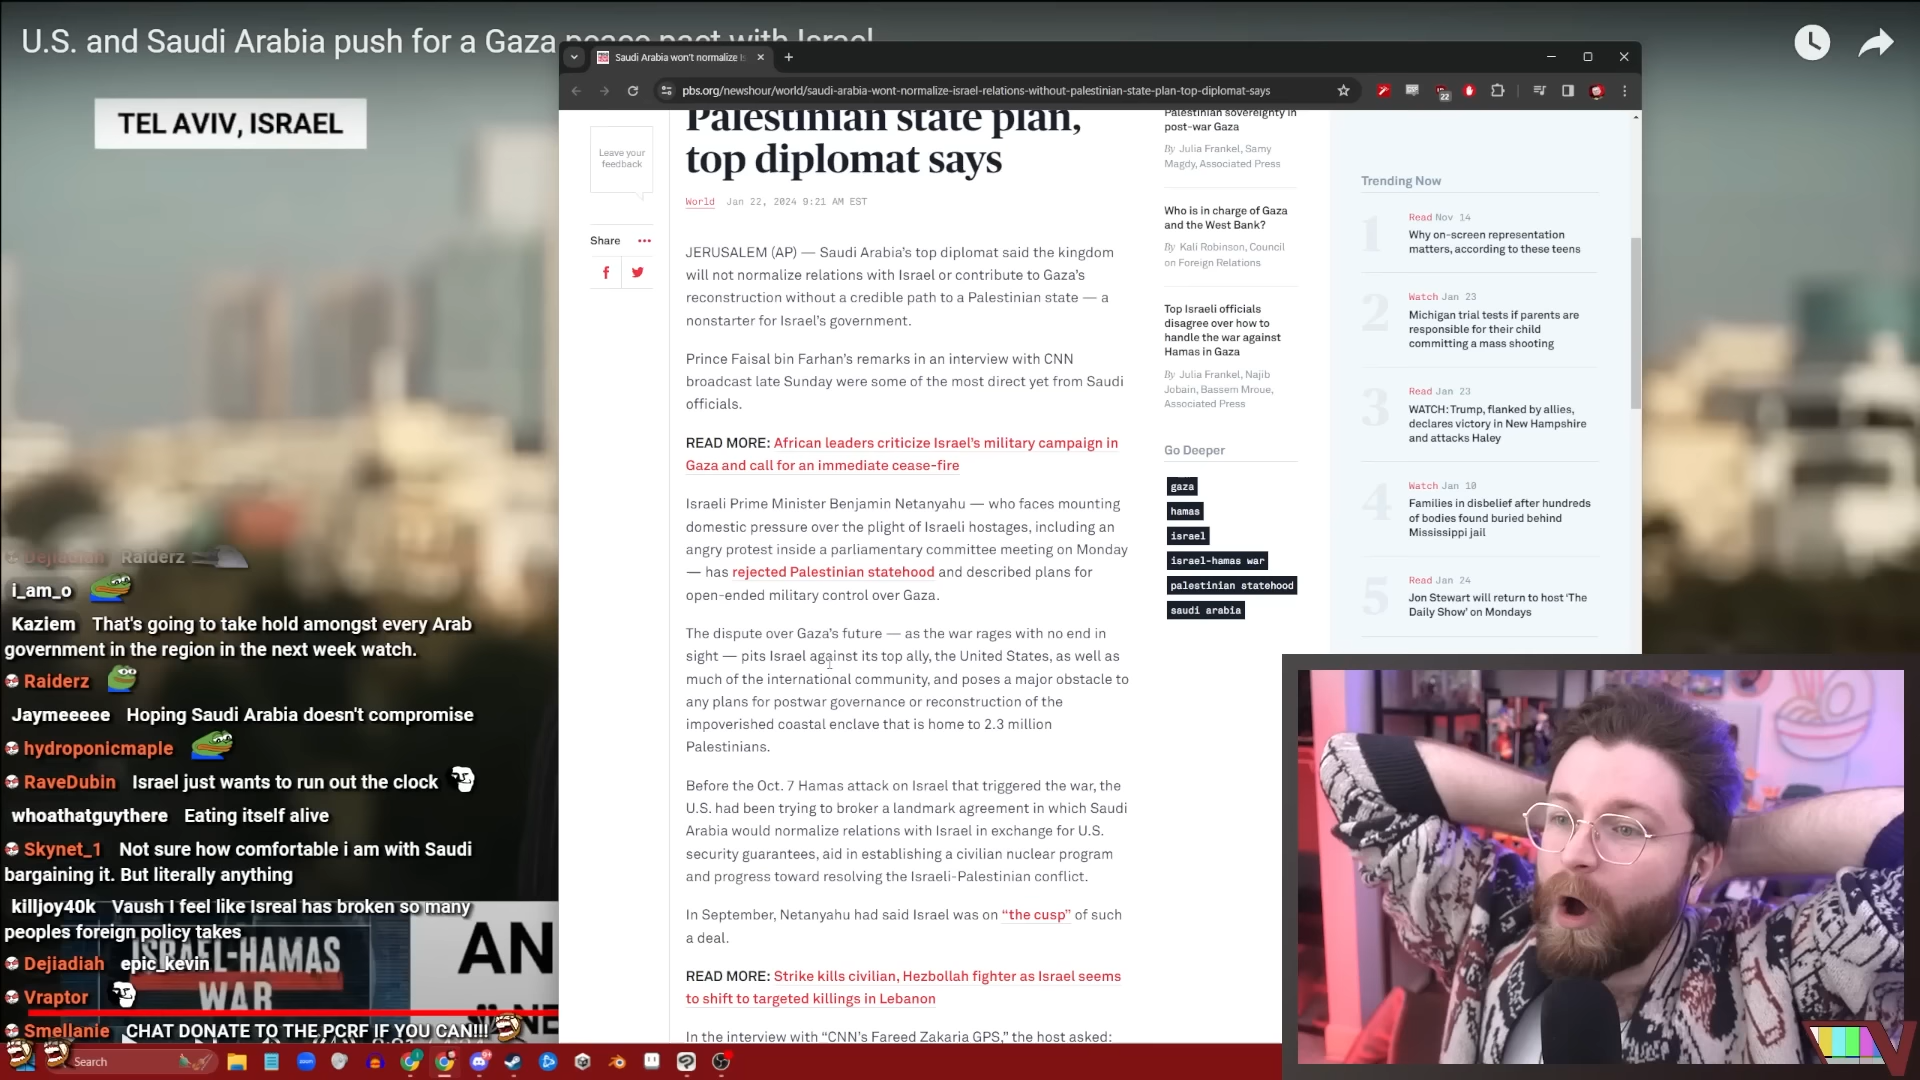 U.S. and Saudi Arabia push for a Gaza peace pact with Israel
TEL AVIV, ISRAEL
Saudi Arabia won't normalize Is
pbs.org/newshour/world/saudi-arabia-wont-normalize-israel-relations-without-palestinian-state-plan-top-diplomat-says
22
Leave your
feedback
Share
Palestinian state plan,
top diplomat says
World Jan 22, 2024 9:21 AM EST
JERUSALEM (AP) — Saudi Arabia's top diplomat said the kingdom
will not normalize relations with Israel or contribute to Gaza's
reconstruction without a credible path to a Palestinian state — a
nonstarter for Israel's government.
Prince Faisal bin Farhan's remarks in an interview with CNN
broadcast late Sunday were some of the most direct yet from Saudi
officials.
READ MORE: African leaders criticize Israel's military campaign in
Gaza and call for an immediate cease-fire
Israeli Prime Minister Benjamin Netanyahu — who faces mounting
domestic pressure over the plight of Israeli hostages, including an
angry protest inside a parliamentary committee meeting on Monday
— has rejected Palestinian statehood and described plans for
open-ended military control over Gaza.
The dispute over Gaza's future — as the war rages with no end in
sight — pits Israel against its top ally, the United States, as well as
much of the international community, and poses a major obstacle to
any plans for postwar governance or reconstruction of the
impoverished coastal enclave that is home to 2.3 million
Palestinians.
Before the Oct. 7 Hamas attack on Israel that triggered the war, the
U.S. had been trying to broker a landmark agreement in which Saudi
Arabia would normalize relations with Israel in exchange for U.S.
security guarantees, aid in establishing a civilian nuclear program
and progress toward resolving the Israeli-Palestinian conflict.
In September, Netanyahu had said Israel was on "the cusp" of such
a deal.
READ MORE: Strike kills civilian, Hezbollah fighter as Israel seems
to shift to targeted killings in Lebanon
In the interview with "CNN's Fareed Zakaria GPS," the host asked:
Palestinian sovereignty in
post-war Gaza
By Julia Frankel, Samy
Magdy, Associated Press
Who is in charge of Gaza
and the West Bank?
By Kali Robinson, Council
on Foreign Relations
Top Israeli officials
disagree over how to
handle the war against
Hamas in Gaza
By Julia Frankel, Najib
Jobain, Bassem Mroue,
Associated Press
Go Deeper
gaza
hamas
israel
israel-hamas war
palestinian statehood
saudi arabia
Trending Now
1
Read Nov 14
Why on-screen representation
matters, according to these teens
2
Watch Jan 23
Michigan trial tests if parents are
responsible for their child
committing a mass shooting
3
Read Jan 23
WATCH: Trump, flanked by allies,
declares victory in New Hampshire
and attacks Haley
4
Watch Jan 10
Families in disbelief after hundreds
of bodies found buried behind
Mississippi jail
5
Read Jan 24
Jon Stewart will return to host 'The
Daily Show' on Mondays
Dejiadiah Raiderz
i_am_o
Kaziem That's going to take hold amongst every Arab
government in the region in the next week watch.
Raiderz
Jaymeeeee Hoping Saudi Arabia doesn't compromise
hydroponicmaple
RaveDubin Israel just wants to run out the clock
whoathatguythere Eating itself alive
Skynet_1 Not sure how comfortable i am with Saudi
bargaining it. But literally anything
killjoy40k Vaush I feel like Isreal has broken so many
peoples foreign policy takes
Dejiadiah epic_kevin
Vraptor
Smellanie CHAT DONATE TO THE PCRF IF YOU CAN!!!
ISRAEL-HAMAS
WAR
AN
NE
Search